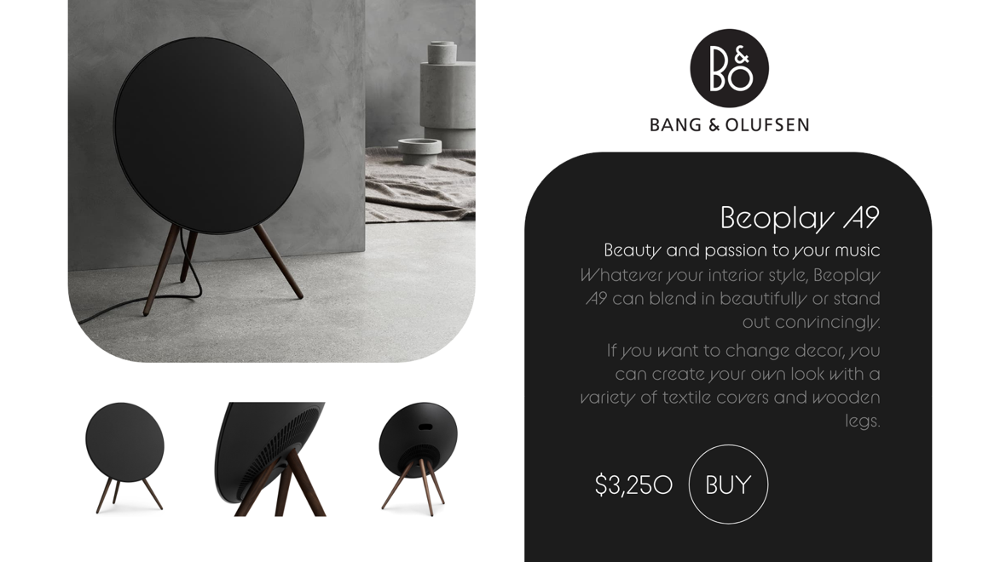 B&O
BANG & OLUFSEN
Beoplay A9
Beauty and passion to your music
Whatever your interior style, Beoplay
A9 can blend in beautifully or stand
out convincingly.
If you want to change decor, you
can create your own look with a
variety of textile covers and wooden
legs.
$3,250 BUY